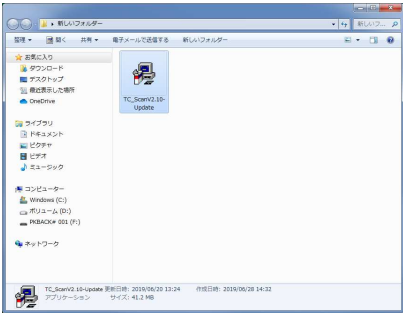 新しいフォルダー
新しいフ...
整理 開く 共有 電子メールで送信する 新しいフォルダー
お気に入り
ダウンロード
デスクトップ
最近表示した場所
OneDrive
TC_ScanV2.10-
Update
ライブラリ
ドキュメント
ピクチャ
ビデオ
ミュージック
コンピューター
Windows (C:)
ボリューム (D:)
PKBACK# 001 (F:)
ネットワーク
TC_ScanV2.10-Update 更新日時: 2019/06/20 13:24 作成日時: 2019/06/28 14:32
アプリケーション サイズ: 41.2 MB